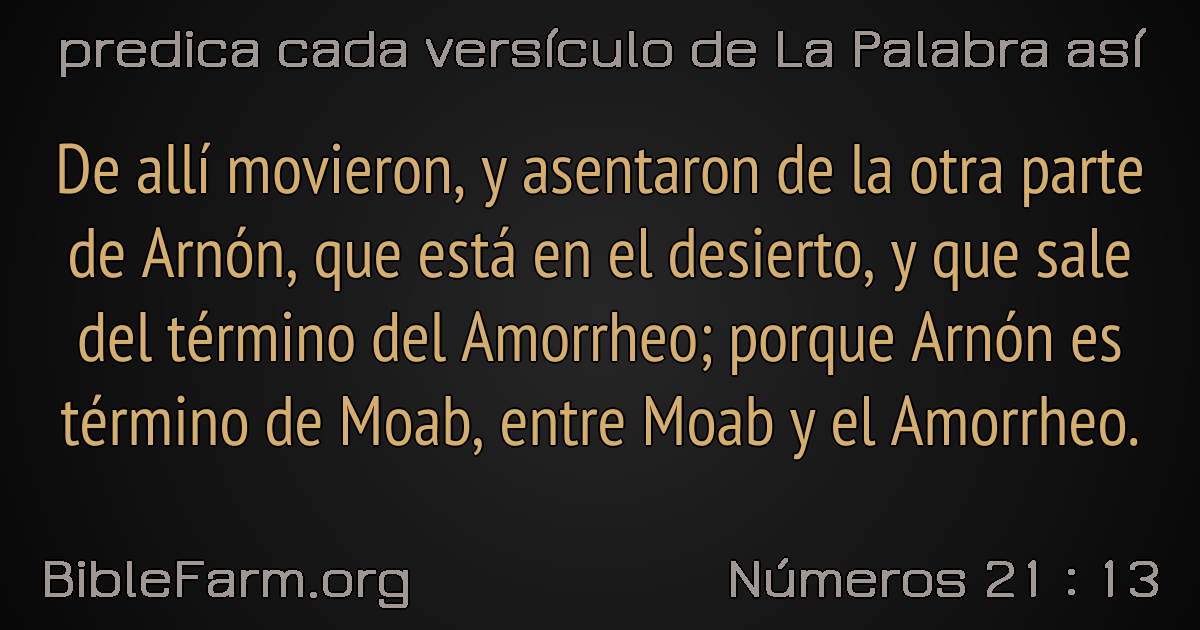 predica cada versículo de La Palabra así
De allí movieron, y asentaron de la otra parte
de Arnón, que está en el desierto, y que sale
del término del Amorrheo; porque Arnón es
término de Moab, entre Moab y el Amorrheo.
BibleFarm.org
Números 21 : 13